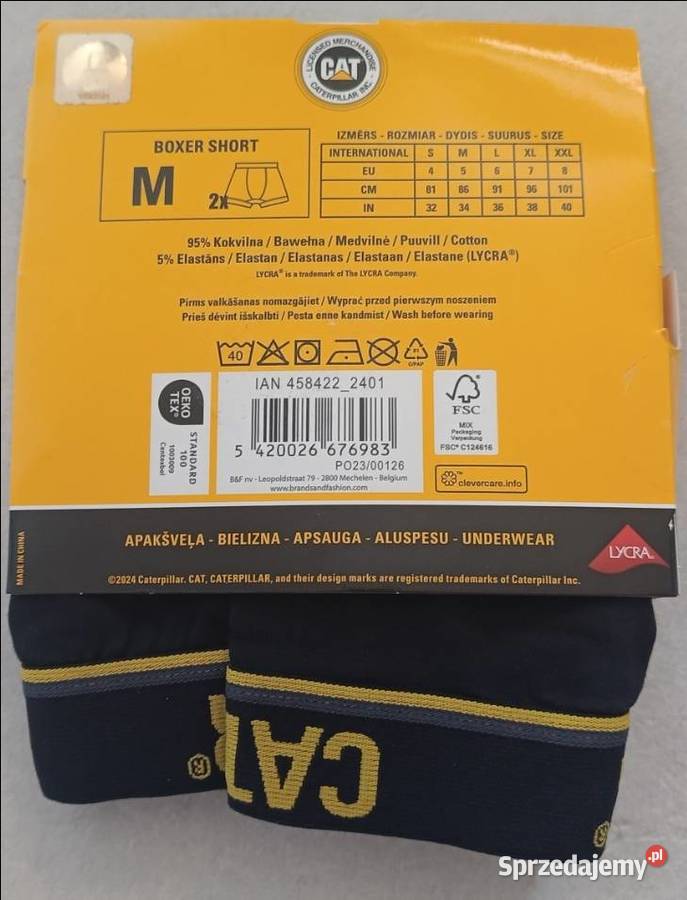 LICENSED MERCHANDISE
CAT
CATERPILLAR INC.
BOXER SHORT
M
2x
IZMĒRS - ROZMIAR - DYDIS - SUURUS - SIZE
INTERNATIONAL S M L XL XXL
EU 4 5 6 7 8
CM 81 86 91 96 101
IN 32 34 36 38 40
95% Kokvilna / Bawełna / Medvilnė / Puuvill / Cotton
5% Elastāns / Elastan / Elastanas / Elastaan / Elastane (LYCRA®)
LYCRA® is a trademark of The LYCRA Company.
Pirms valkāšanas nomazgājiet / Wyprać przed pierwszym noszeniem
Prieš dėvint išskalbti / Pesta enne kandmist / Wash before wearing
40
21
C/PAP
OEKO
TEX®
STANDARD
100
1003009
Centexbel
IAN 458422_2401
5 420026 676983
PO23/00126
B&F nv - Leopoldstraat 79 - 2800 Mechelen - Belgium
www.brandsandfashion.com
FSC
MIX
Packaging
Verpackung
FSC® C124616
clevercare.info
MADE IN CHINA
APAKŠVEĻA - BIELIZNA - APSAUGA - ALUSPESU - UNDERWEAR
LYCRA
©2024 Caterpillar. CAT, CATERPILLAR, and their design marks are registered trademarks of Caterpillar Inc.
R ®
CAT
®
Sprzedajemy.pl